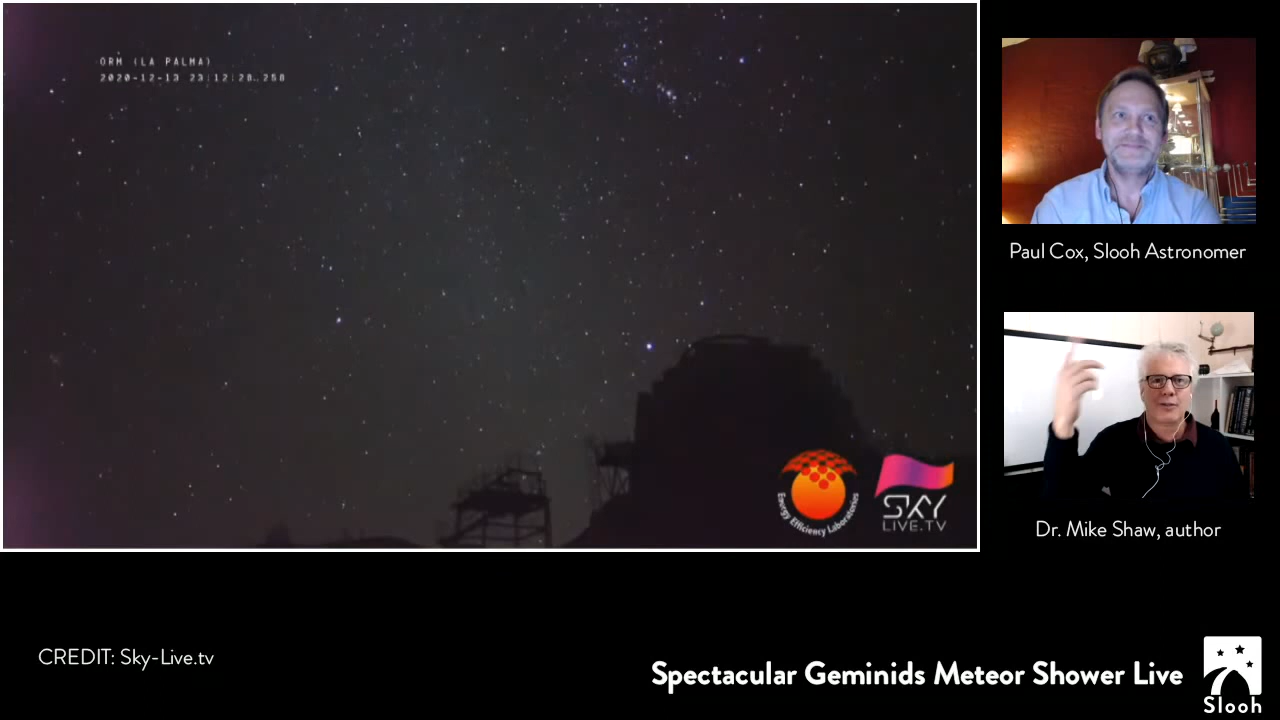 ORM (LA PALMA)
2020-12-13 23:12:28.258
Paul Cox, Slooh Astronomer
Energy Efficiency Laboratories
SKY
LIVE.TV
Dr. Mike Shaw, author
CREDIT: Sky-Live.tv
Spectacular Geminids Meteor Shower Live
Slooh